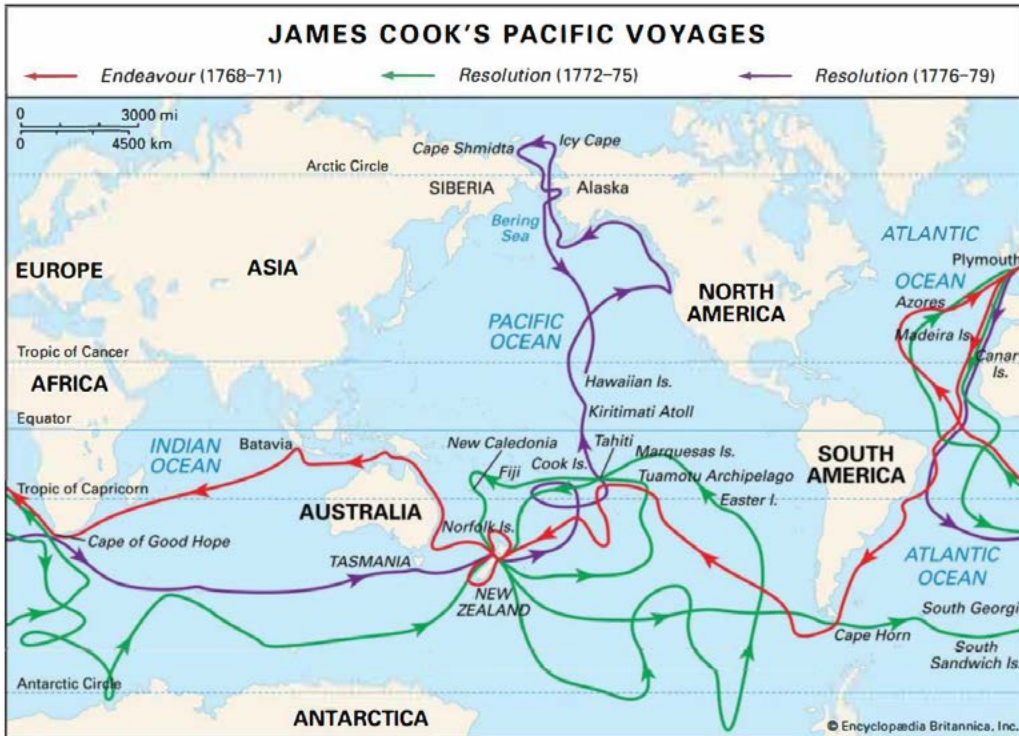 JAMES COOK'S PACIFIC VOYAGES
Endeavour (1768–71)
Resolution (1772–75)
Resolution (1776–79)
0 3000 mi
0 4500 km
Cape Shmidta
Icy Cape
Arctic Circle
SIBERIA
Alaska
Bering
Sea
ATLANTIC
OCEAN
Plymouth
EUROPE
ASIA
NORTH
AMERICA
Azores
PACIFIC
OCEAN
Madeira Is.
Tropic of Cancer
Canary
Is.
AFRICA
Hawaiian Is.
Kiritimati Atoll
Equator
INDIAN
OCEAN
Batavia
New Caledonia
Tahiti
Marquesas Is.
SOUTH
AMERICA
Fiji
Cook Is.
Tuamotu Archipelago
Tropic of Capricorn
Easter I.
AUSTRALIA
Norfolk Is.
Cape of Good Hope
TASMANIA
ATLANTIC
OCEAN
NEW
ZEALAND
South Georgi
Cape Horn
South
Sandwich Is.
Antarctic Circle
ANTARCTICA
© Encyclopædia Britannica, Inc.